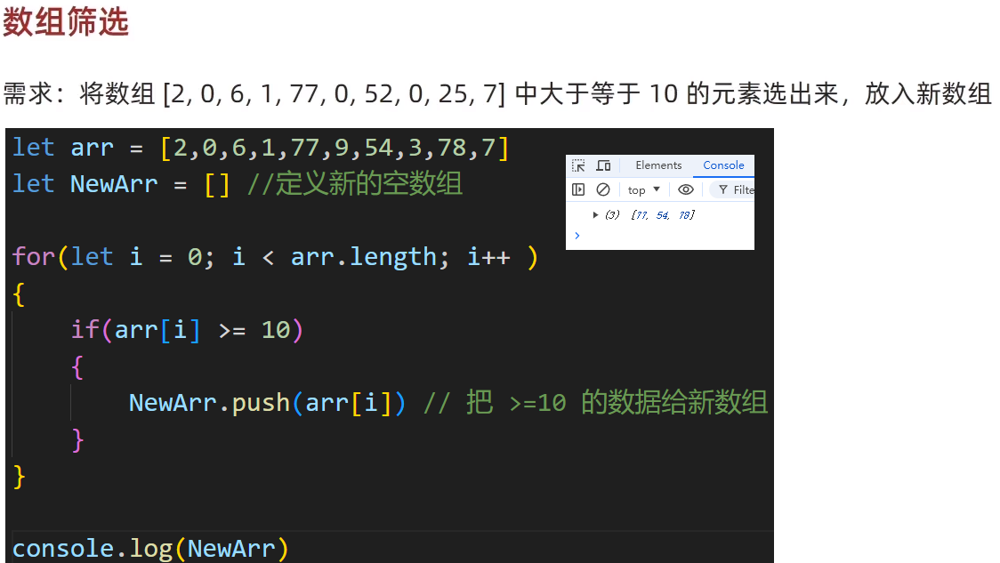 数组筛选
需求：将数组 [2, 0, 6, 1, 77, 0, 52, 0, 25, 7] 中大于等于 10 的元素选出来，放入新数组
let arr = [2,0,6,1,77,9,54,3,78,7]
let NewArr = [] //定义新的空数组
Elements Console
top Filte
(3) [77, 54, 78]
for(let i = 0; i < arr.length; i++ )
{
if(arr[i] >= 10)
{
NewArr.push(arr[i]) // 把 >=10 的数据给新数组
}
}
console.log(NewArr)